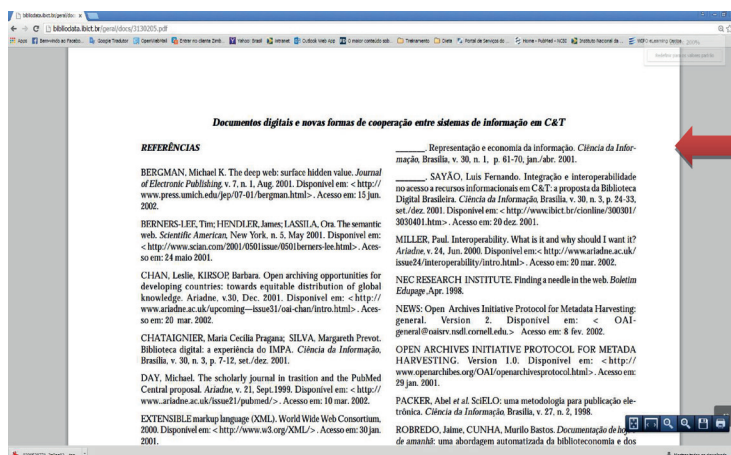 bibliodata.ibict.br/geral/docs/3130205.pdf
Documentos digitais e novas formas de cooperação entre sistemas de informação em C&T
REFERÊNCIAS
BERGMAN, Michael K. The deep web: surface hidden value. Journal
of Electronic Publishing, v. 7, n. 1, Aug. 2001. Disponivel em: < http://
www.press.umich.edu/jep/07-01/bergman.html> . Acesso em: 15 jun.
2002.
BERNERS-LEE, Tim; HENDLER, James; LASSILA, Ora. The semantic
web. Scientific American, New York, n. 5, May 2001. Disponivel em:
< http://www.scian.com/2001/0501issue/0501berners-lee.html> . Aces-
so em: 24 maio 2001.
CHAN, Leslie, KIRSOP, Barbara. Open archiving opportunities for
developing countries: towards equitable distribution of global
knowledge. Ariadne, v.30, Dec. 2001. Disponivel em: < http://
www.ariadne.ac.uk/upcoming—issue31/oai-chan/intro.html> . Aces-
so em: 20 mar. 2002.
CHATAIGNIER, Maria Cecilia Pragana; SILVA. Margareth Prevot.
Biblioteca digital: a experiência do IMPA. Ciência da Informação,
Brasília, v. 30, n. 3, p. 7-12, set./dez. 2001.
DAY, Michael. The scholarly journal in trasition and the PubMed
Central proposal. Ariadne, v. 21, Sept.1999. Disponivel em: < http://
www..ariadne.ac.uk/issue21/pubmed/> . Acesso em: 10 mar. 2002.
EXTENSIBLE markup language (XML). World Wide Web Consortium,
2000. Disponivel em: < http://www.w3.org/XML/> . Acesso em: 30 jan.
2001.
______. Representação e economia da informação. Ciência da Infor-
mação, Brasília, v. 30, n. 1, p. 61-70, jan./abr. 2001.
______. SAYÃO, Luis Fernando. Integração e interoperabilidade
no acesso a recursos informacionais em C&T: a proposta da Biblioteca
Digital Brasileira. Ciência da Informação, Brasília, v. 30, n. 3, p. 24-33,
set./dez. 2001. Disponivel em: < http://www.ibict.br/cionline/300301/
3030401.htm> . Acesso em: 20 dez. 2001.
MILLER, Paul. Interoperability. What is it and why should I want it?
Ariadne, v. 24, Jun. 2000. Disponivel em:< http://www.ariadne.ac.uk/
issue24/interoperability/intro.html> . Acesso em: 20 mar. 2002.
NEC RESEARCH INSTITUTE. Finding a needle in the web. Boletim
Edupage, Apr. 1998.
NEWS: Open Archives Initiative Protocol for Metadata Harvesting:
general. Version 2. Disponivel em: < OAI-
general@oaisrv.nsdl.cornell.edu.> Acesso em: 8 fev. 2002.
OPEN ARCHIVES INITIATIVE PROTOCOL FOR METADA
HARVESTING. Version 1.0. Disponivel em: < http://
www.openarchibes.org/OAI/openarchivesprotocol.html> . Acesso em:
29 jan. 2001.
PACKER, Abel et al. SciELO: uma metodologia para publicação ele-
trônica. Ciência da Informação, Brasília, v. 27, n. 2, 1998.
ROBREDO, Jaime, CUNHA, Murilo Bastos. Documentação de hoje
de amanhã: uma abordagem automatizada da biblioteconomia e dos